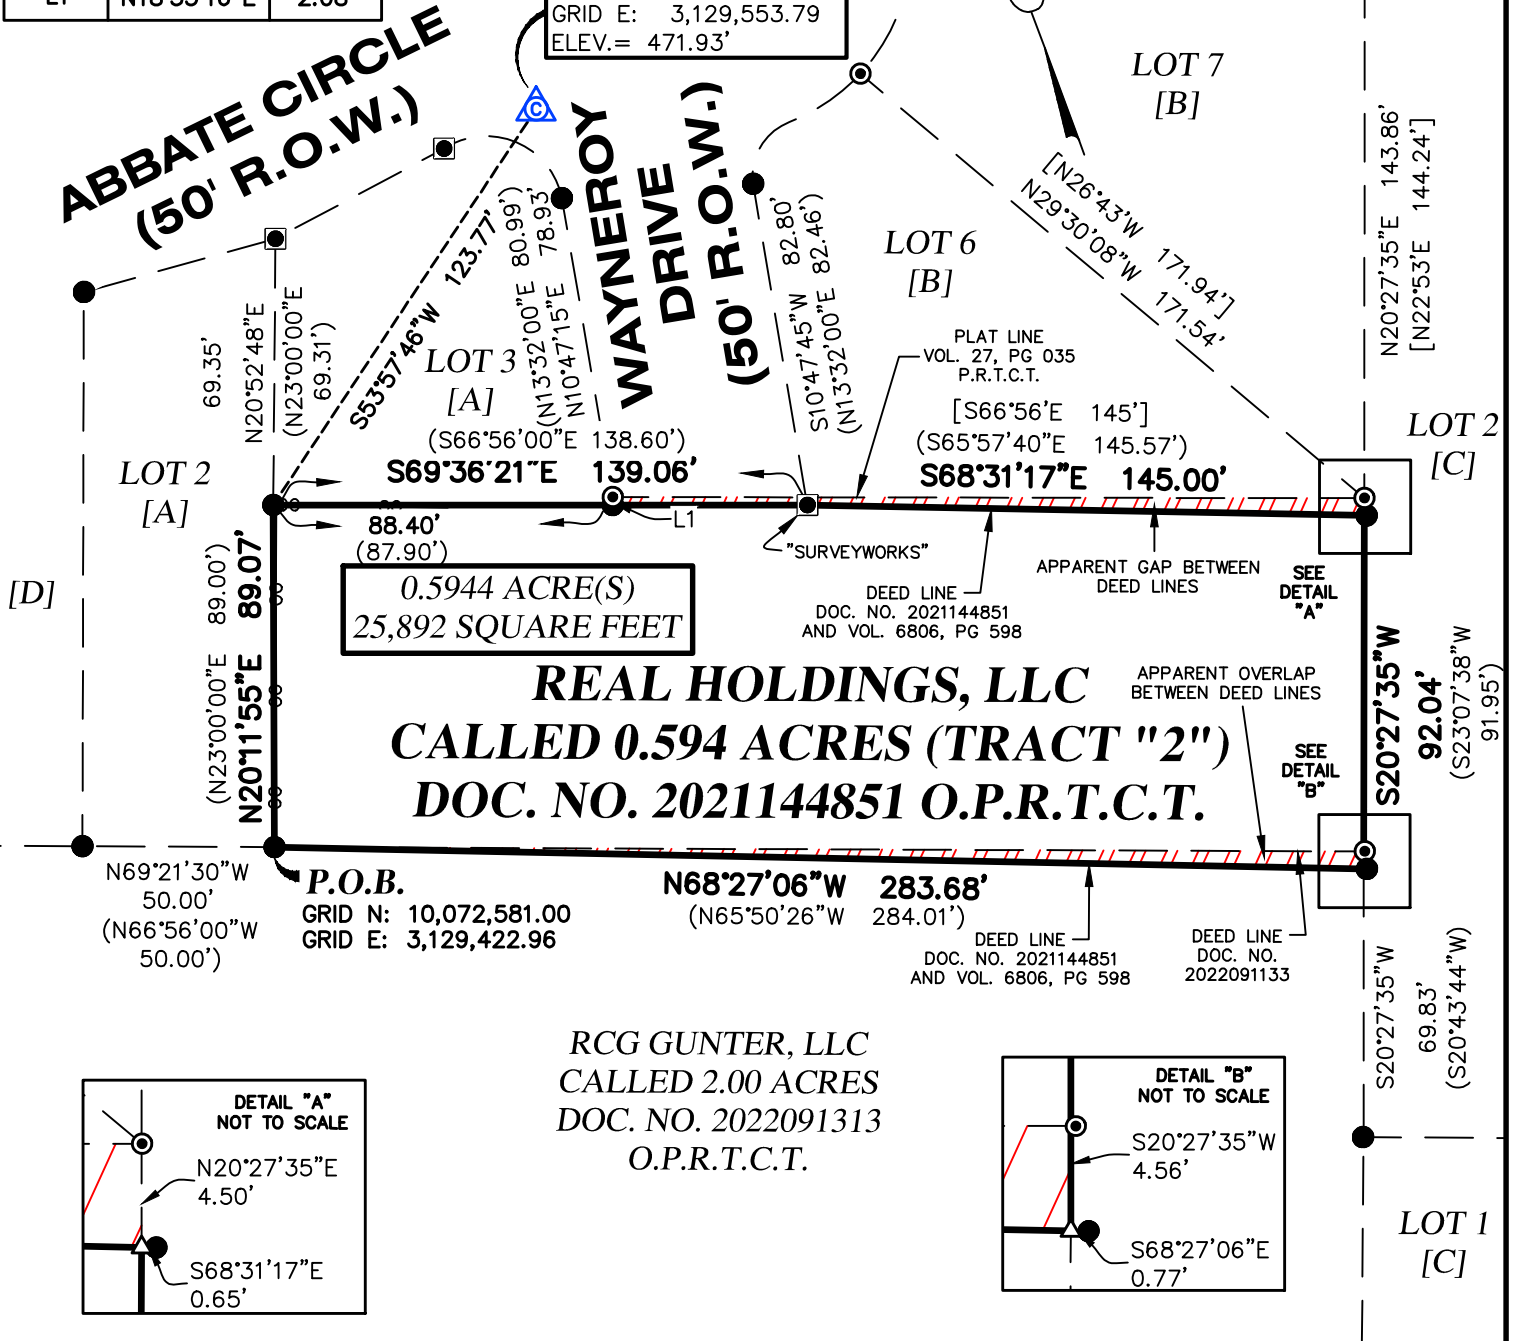 L1 N18°35'16"E 2.08'
GRID E: 3,129,553.79
ELEV.= 471.93'
ABBATE CIRCLE
(50' R.O.W.)
C
WAYNEROY
DRIVE
(50' R.O.W.)
LOT 7
[B]
LOT 6
[B]
[N26°43'W 171.94']
N29°30'08"W 171.54'
N20°27'35"E 143.86'
[N22°53'E 144.24']
S53°57'46"W 123.77'
(N13°32'00"E 80.99')
N10°47'15"E 78.93'
S10°47'45"W 82.80'
(N13°32'00"E 82.46')
69.35'
N20°52'48"E
(N23°00'00"E
69.31')
LOT 3
[A]
PLAT LINE
VOL. 27, PG 035
P.R.T.C.T.
[S66°56'E 145']
(S65°57'40"E 145.57')
S68°31'17"E 145.00'
(S66°56'00"E 138.60')
S69°36'21"E 139.06'
LOT 2
[A]
LOT 2
[C]
88.40'
(87.90')
L1
"SURVEYWORKS"
0.5944 ACRE(S)
25,892 SQUARE FEET
DEED LINE
DOC. NO. 2021144851
AND VOL. 6806, PG 598
APPARENT GAP BETWEEN
DEED LINES
SEE
DETAIL
"A"
[D]
(N23°00'00"E 89.00')
N20°11'55"E 89.07'
REAL HOLDINGS, LLC
CALLED 0.594 ACRES (TRACT "2")
DOC. NO. 2021144851 O.P.R.T.C.T.
APPARENT OVERLAP
BETWEEN DEED LINES
SEE
DETAIL
"B"
S20°27'35"W
92.04'
(S23°07'38"W
91.95')
N69°21'30"W
50.00'
(N66°56'00"W
50.00')
P.O.B.
GRID N: 10,072,581.00
GRID E: 3,129,422.96
N68°27'06"W 283.68'
(N65°50'26"W 284.01')
DEED LINE
DOC. NO. 2021144851
AND VOL. 6806, PG 598
DEED LINE
DOC. NO.
2022091133
S20°27'35"W
69.83'
(S20°43'44"W)
RCG GUNTER, LLC
CALLED 2.00 ACRES
DOC. NO. 2022091313
O.P.R.T.C.T.
DETAIL "A"
NOT TO SCALE
N20°27'35"E
4.50'
S68°31'17"E
0.65'
DETAIL "B"
NOT TO SCALE
S20°27'35"W
4.56'
S68°27'06"E
0.77'
LOT 1
[C]